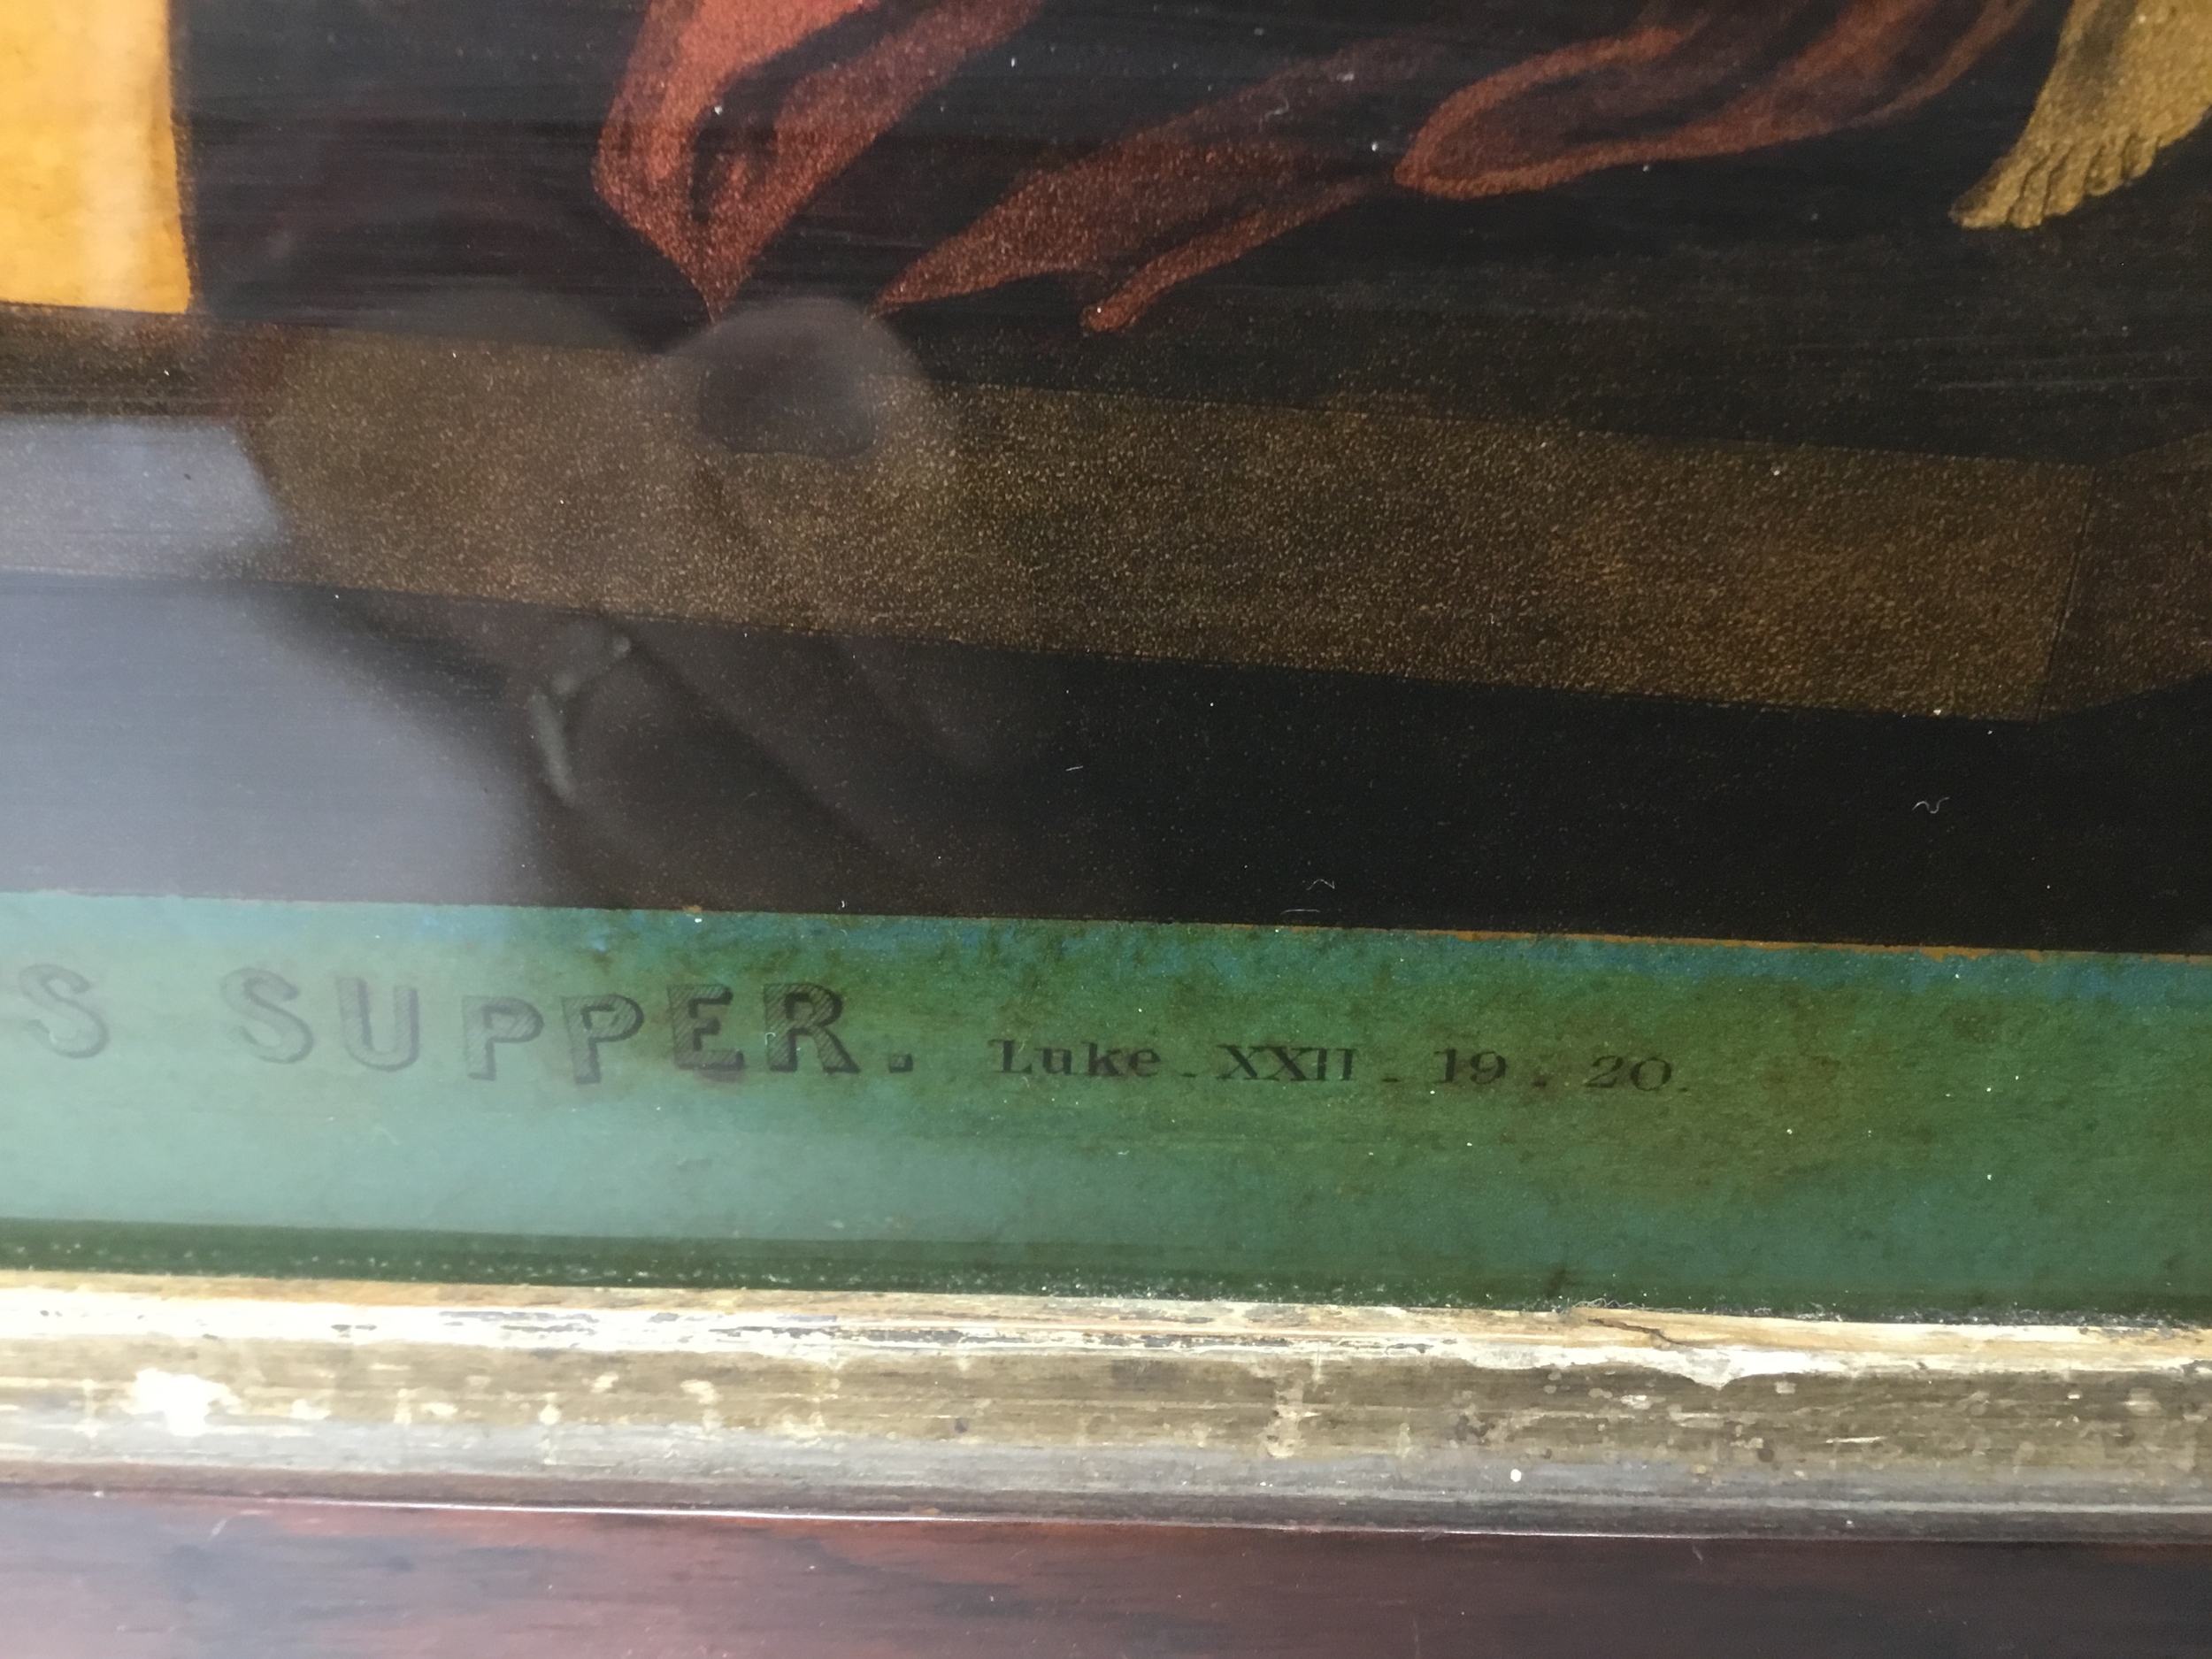 S SUPPER. Luke . XXII . 19 . 20.